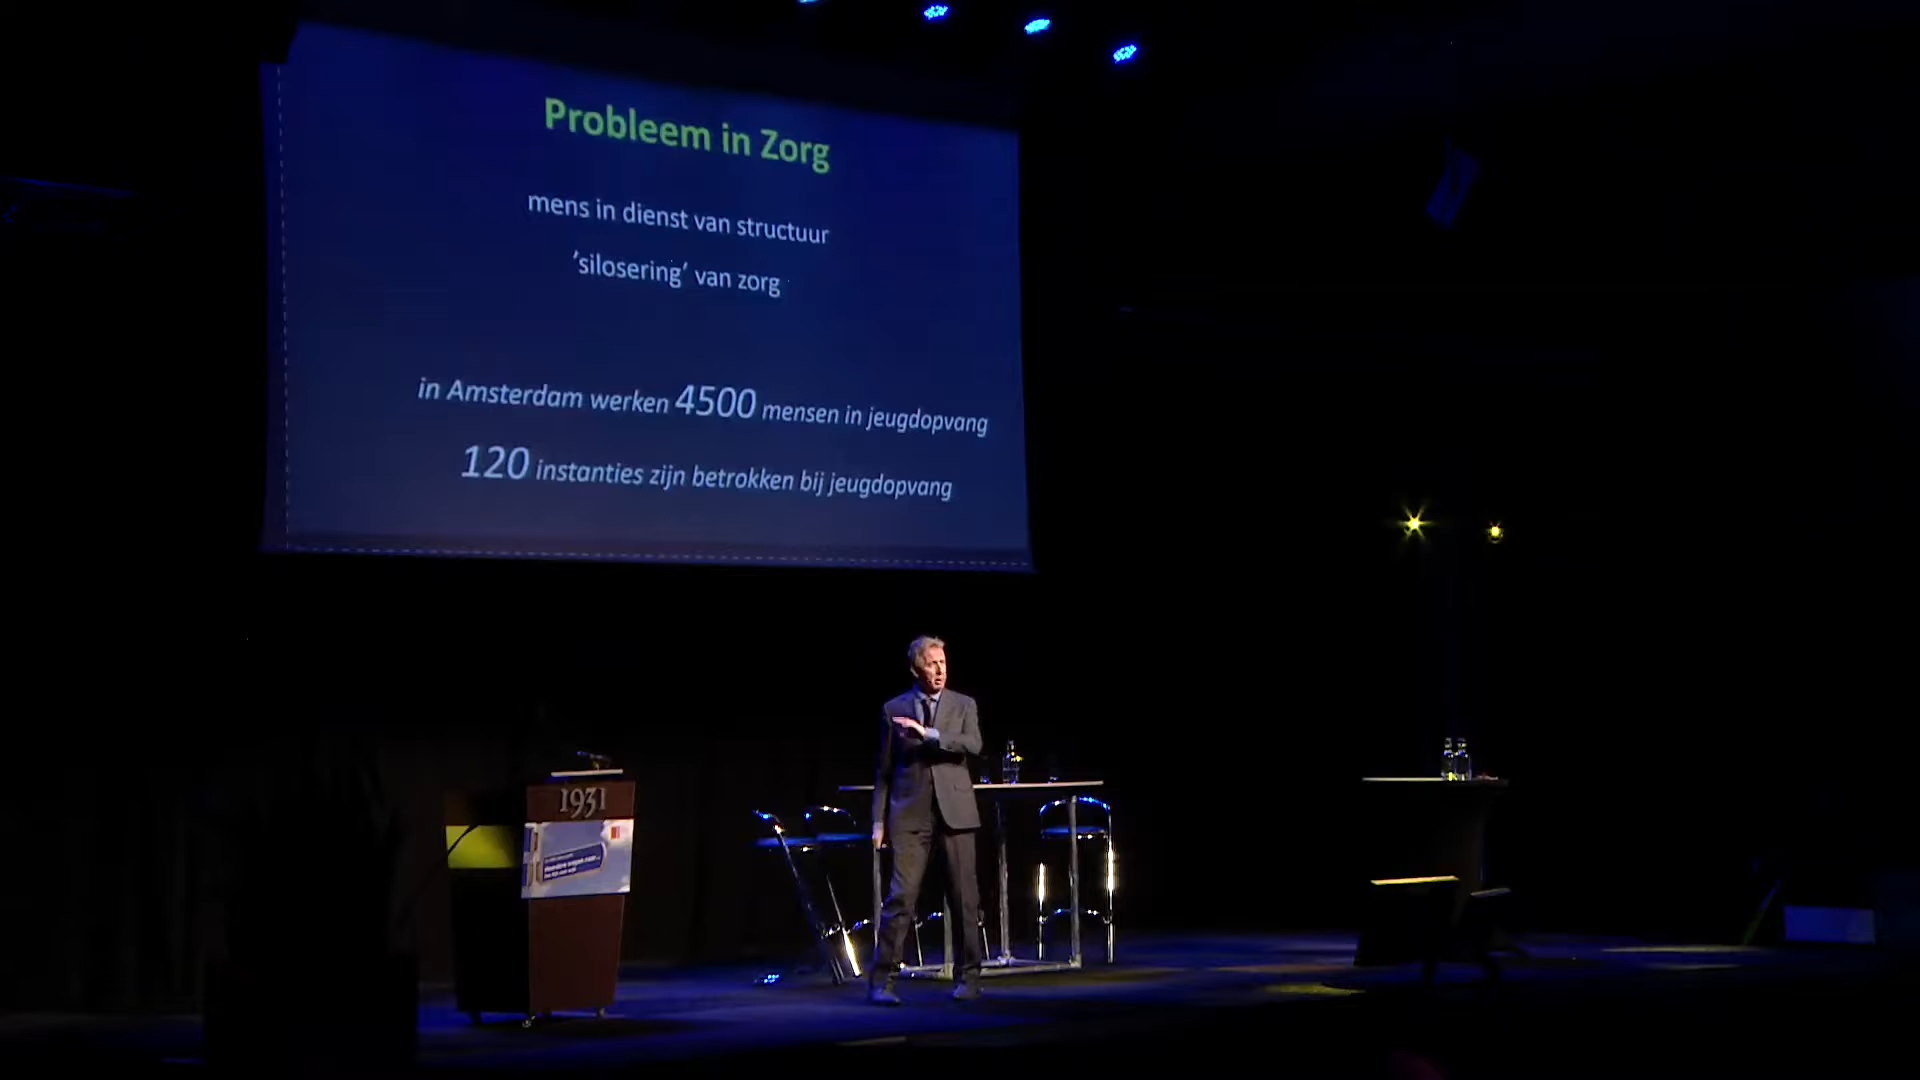 Probleem in Zorg
mens in dienst van structuur
'silosering' van zorg
in Amsterdam werken 4500 mensen in jeugdopvang
120 instanties zijn betrokken bij jeugdopvang
1931